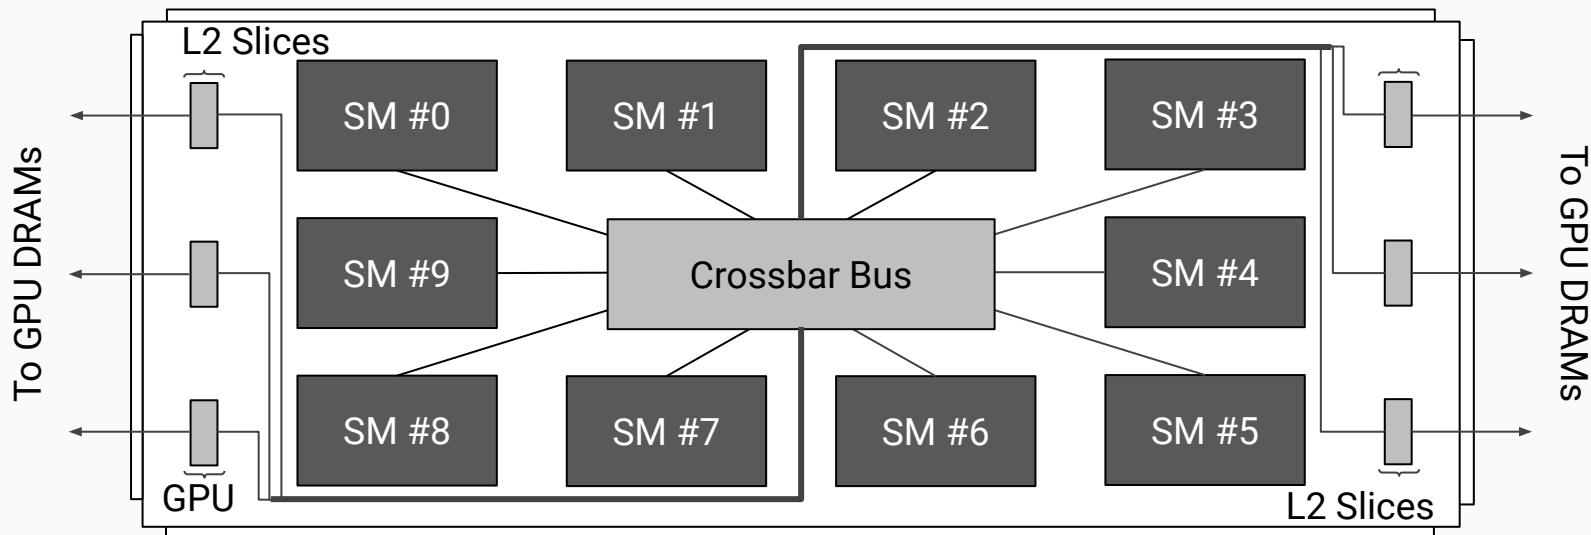 L2 Slices
SM #0
SM #1
SM #2
SM #3
To GPU DRAMs
SM #9
Crossbar Bus
SM #4
To GPU DRAMs
SM #8
SM #7
SM #6
SM #5
GPU
L2 Slices